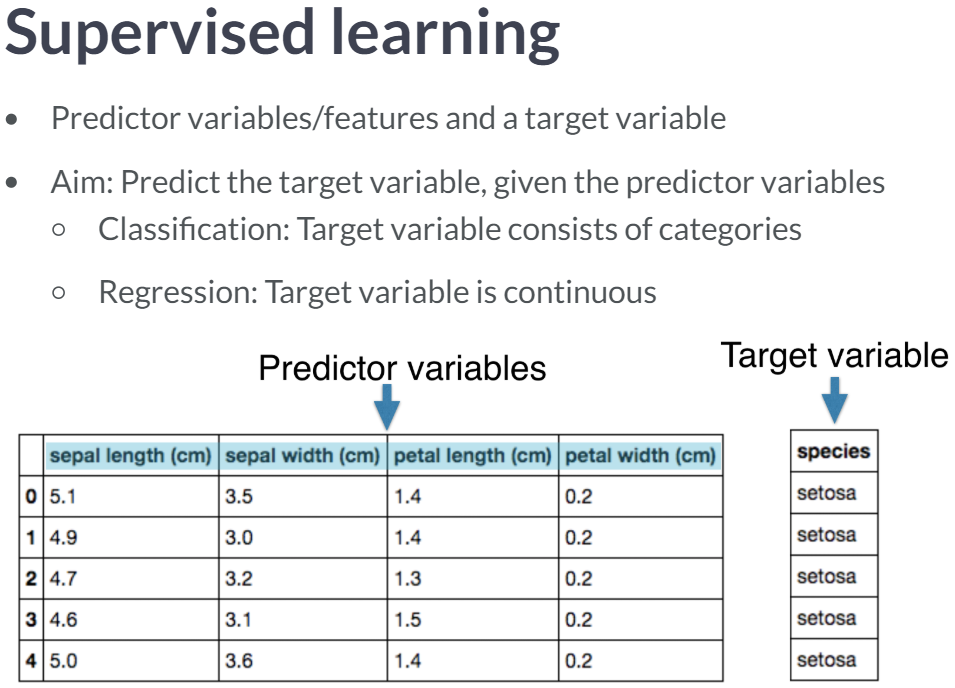 Supervised learning
• Predictor variables/features and a target variable
• Aim: Predict the target variable, given the predictor variables
○ Classification: Target variable consists of categories
○ Regression: Target variable is continuous
Predictor variables
Target variable
sepal length (cm) sepal width (cm) petal length (cm) petal width (cm)
0 5.1 3.5 1.4 0.2
1 4.9 3.0 1.4 0.2
2 4.7 3.2 1.3 0.2
3 4.6 3.1 1.5 0.2
4 5.0 3.6 1.4 0.2
species
setosa
setosa
setosa
setosa
setosa